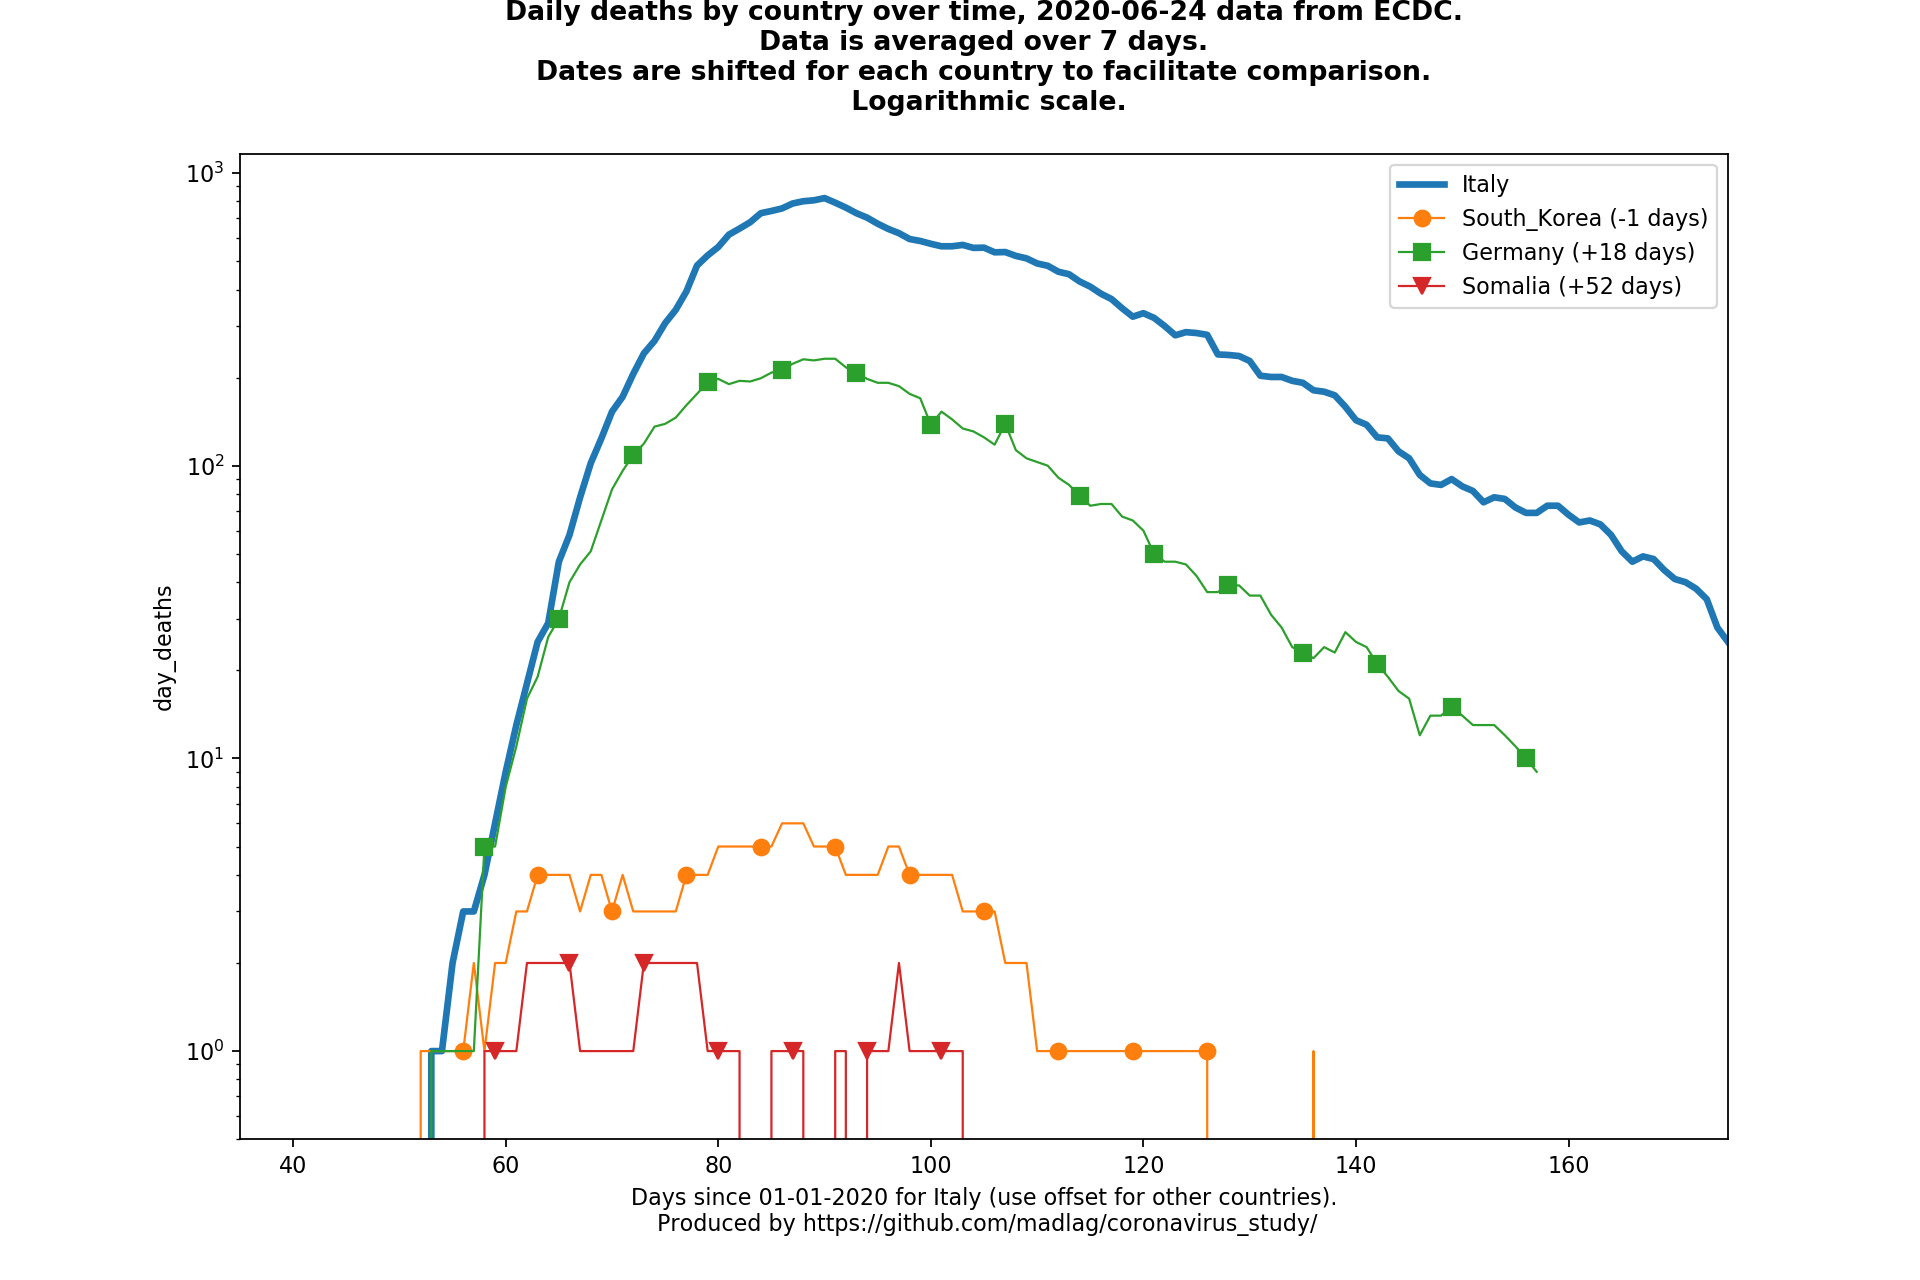 Daily deaths by country over time, 2020-06-24 data from ECDC.
Data is averaged over 7 days.
Dates are shifted for each country to facilitate comparison.
Logarithmic scale.
10³
Italy
South_Korea (-1 days)
Germany (+18 days)
Somalia (+52 days)
10²
day_deaths
10¹
10⁰
40 60 80 100 120 140 160
Days since 01-01-2020 for Italy (use offset for other countries).
Produced by https://github.com/madlag/coronavirus_study/